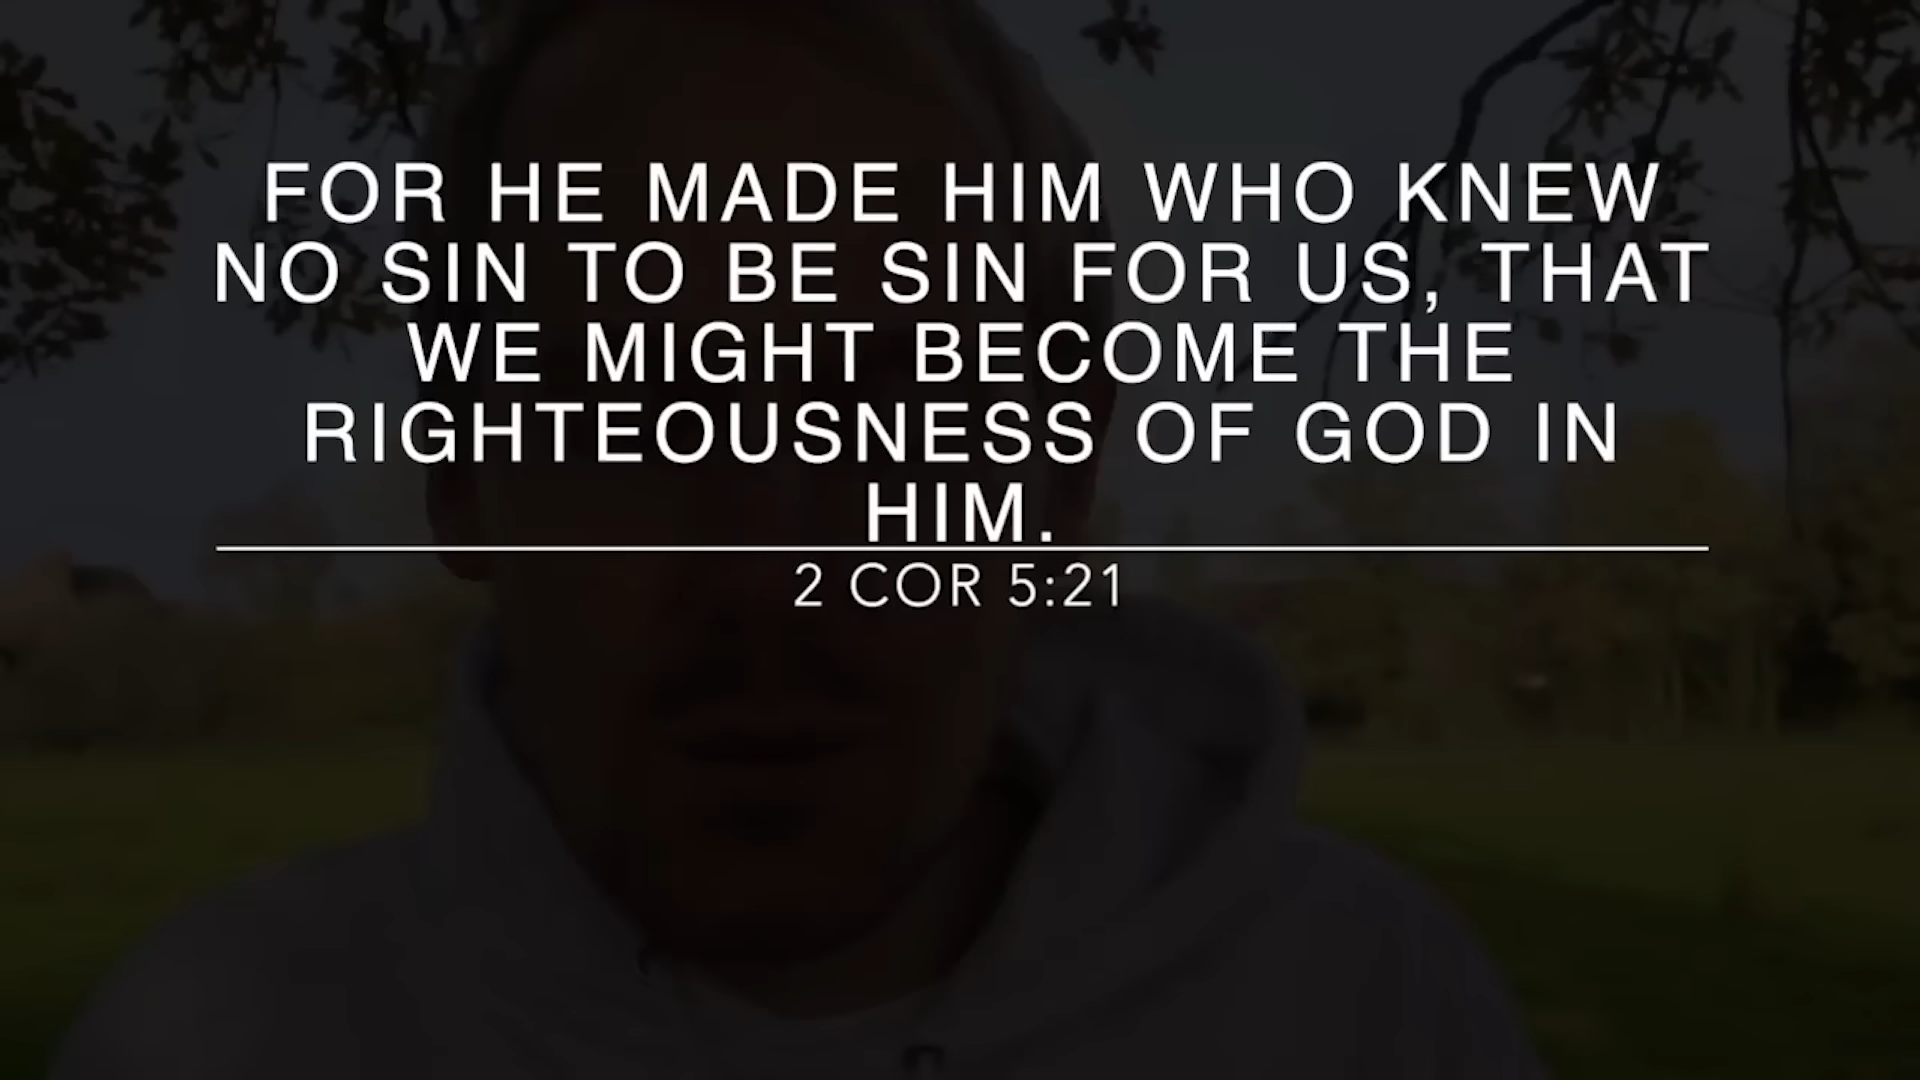 FOR HE MADE HIM WHO KNEW
NO SIN TO BE SIN FOR US, THAT
WE MIGHT BECOME THE
RIGHTEOUSNESS OF GOD IN
HIM.
2 COR 5:21